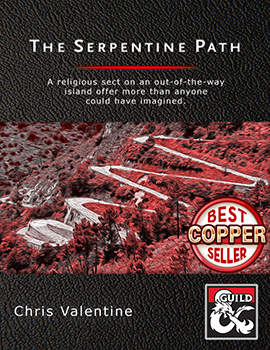 THE SERPENTINE PATH
A religious sect on an out-of-the-way
island offer more than anyone
could have imagined.
BEST
COPPER
SELLER
Chris Valentine
GUILD